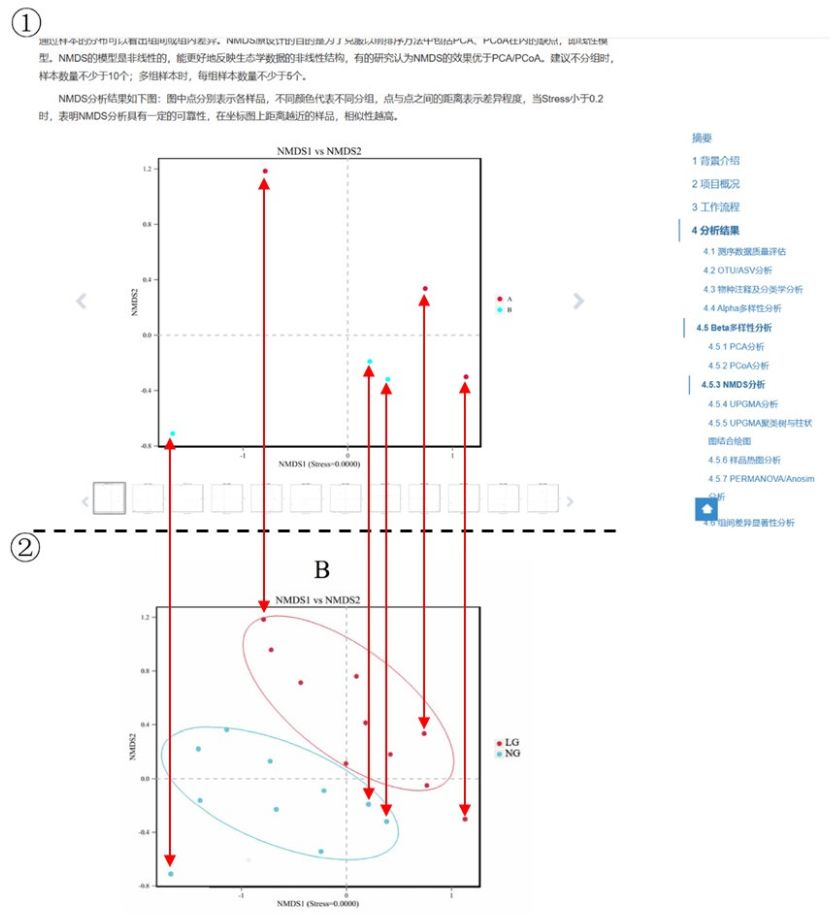 ①
通过样本的分布可以看出组间或组内差异。NMDS原设计的目的是为了克服以前排序方法中包括PCA、PCoA在内的缺点，即线性模
型。NMDS的模型是非线性的，能更好地反映生态学数据的非线性结构，有的研究认为NMDS的效果优于PCA/PCoA。建议不分组时，
样本数量不少于10个；多组样本时，每组样本数量不少于5个。
NMDS分析结果如下图：图中点分别表示各样品，不同颜色代表不同分组，点与点之间的距离表示差异程度，当Stress小于0.2
时，表明NMDS分析具有一定的可靠性，在坐标图上距离越近的样品，相似性越高。
摘要
1 背景介绍
2 项目概况
3 工作流程
4 分析结果
4.1 测序数据质量评估
4.2 OTU/ASV分析
4.3 物种注释及分类学分析
4.4 Alpha多样性分析
4.5 Beta多样性分析
4.5.1 PCA分析
4.5.2 PCoA分析
4.5.3 NMDS分析
4.5.4 UPGMA分析
4.5.5 UPGMA聚类树与柱状
图结合绘图
4.5.6 样品热图分析
4.5.7 PERMANOVA/Anosim
分析
4.6 组间差异显著性分析
NMDS1 vs NMDS2
1.2
0.8
0.4
0.0
-0.4
-0.8
NMDS2
A
B
-1
0
1
NMDS1 (Stress=0.0000)
②
B
NMDS1 vs NMDS2
1.2
0.8
0.4
0.0
-0.4
-0.8
NMDS2
LG
NG
-1
0
1
NMDS1 (Stress=0.0000)